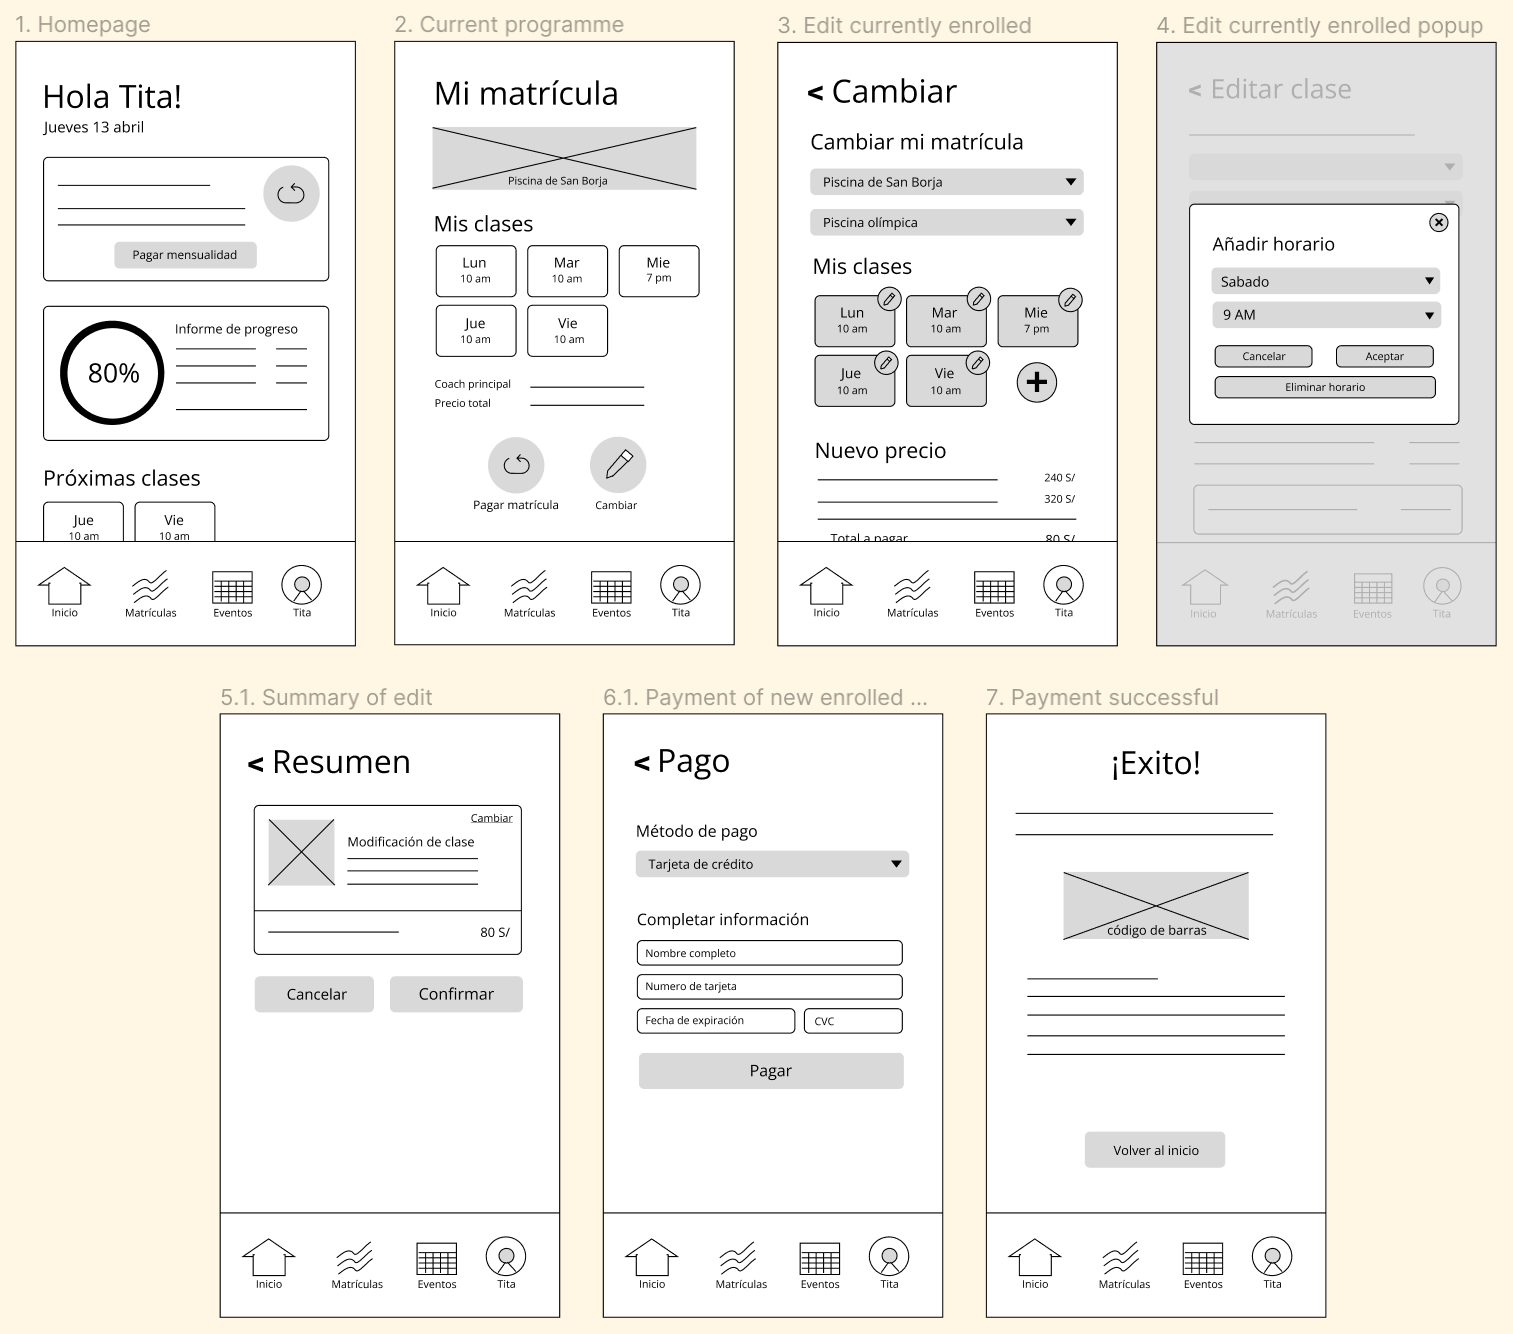 1. Homepage
Hola Tita!
Jueves 13 abril
Pagar mensualidad
80%
Informe de progreso
Próximas clases
Jue
10 am
Vie
10 am
Inicio
Matrículas
Eventos
Tita
2. Current programme
Mi matrícula
Piscina de San Borja
Mis clases
Lun
10 am
Mar
10 am
Mie
7 pm
Jue
10 am
Vie
10 am
Coach principal
Precio total
Pagar matrícula
Cambiar
Inicio
Matrículas
Eventos
Tita
3. Edit currently enrolled
< Cambiar
Cambiar mi matrícula
Piscina de San Borja
Piscina olímpica
Mis clases
Lun
10 am
Mar
10 am
Mie
7 pm
Jue
10 am
Vie
10 am
Nuevo precio
240 S/
320 S/
Total a pagar 80 S/
Inicio
Matrículas
Eventos
Tita
4. Edit currently enrolled popup
< Editar clase
Añadir horario
Sabado
9 AM
Cancelar
Aceptar
Eliminar horario
Inicio
Matrículas
Eventos
Tita
5.1. Summary of edit
< Resumen
Cambiar
Modificación de clase
80 S/
Cancelar
Confirmar
Inicio
Matrículas
Eventos
Tita
6.1. Payment of new enrolled ...
< Pago
Método de pago
Tarjeta de crédito
Completar información
Nombre completo
Numero de tarjeta
Fecha de expiración
CVC
Pagar
Inicio
Matrículas
Eventos
Tita
7. Payment successful
¡Exito!
código de barras
Volver al inicio
Inicio
Matrículas
Eventos
Tita